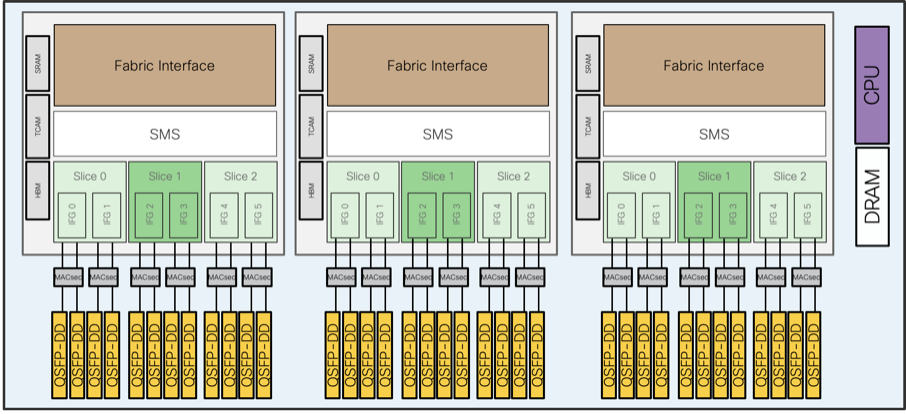 SRAM
Fabric Interface
TCAM
SMS
HBM
Slice 0
Slice 1
Slice 2
IFG 0
IFG 1
IFG 2
IFG 3
IFG 4
IFG 5
MACsec
MACsec
MACsec
MACsec
MACsec
MACsec
QSFP-DD
QSFP-DD
QSFP-DD
QSFP-DD
QSFP-DD
QSFP-DD
QSFP-DD
QSFP-DD
QSFP-DD
QSFP-DD
QSFP-DD
QSFP-DD
SRAM
Fabric Interface
TCAM
SMS
HBM
Slice 0
Slice 1
Slice 2
IFG 0
IFG 1
IFG 2
IFG 3
IFG 4
IFG 5
MACsec
MACsec
MACsec
MACsec
MACsec
MACsec
QSFP-DD
QSFP-DD
QSFP-DD
QSFP-DD
QSFP-DD
QSFP-DD
QSFP-DD
QSFP-DD
QSFP-DD
QSFP-DD
QSFP-DD
QSFP-DD
SRAM
Fabric Interface
TCAM
SMS
HBM
Slice 0
Slice 1
Slice 2
IFG 0
IFG 1
IFG 2
IFG 3
IFG 4
IFG 5
MACsec
MACsec
MACsec
MACsec
MACsec
MACsec
QSFP-DD
QSFP-DD
QSFP-DD
QSFP-DD
QSFP-DD
QSFP-DD
QSFP-DD
QSFP-DD
QSFP-DD
QSFP-DD
QSFP-DD
QSFP-DD
CPU
DRAM